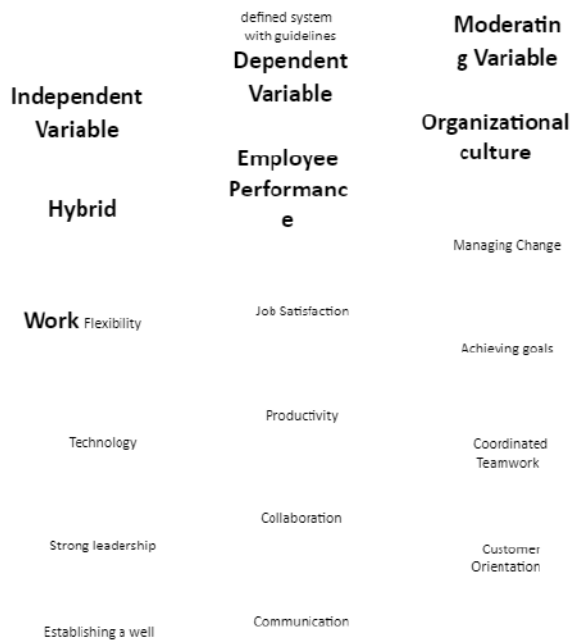 Independent
Variable
Hybrid
Work Flexibility
Technology
Strong leadership
Establishing a well
defined system
with guidelines
Dependent
Variable
Employee
Performanc
e
Job Satisfaction
Productivity
Collaboration
Communication
Moderatin
g Variable
Organizational
culture
Managing Change
Achieving goals
Coordinated
Teamwork
Customer
Orientation